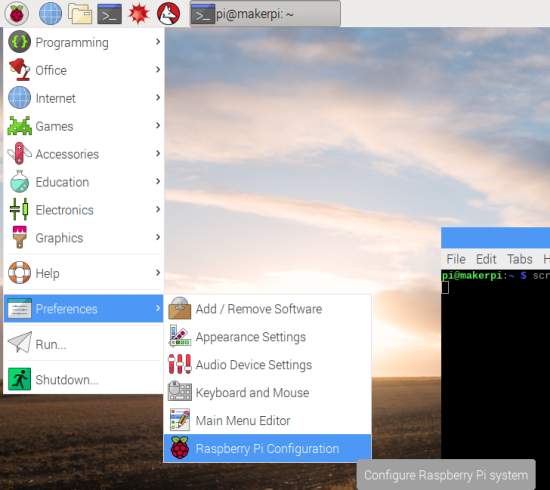 pi@makerpi: ~
Programming
Office
Internet
Games
Accessories
Education
Electronics
Graphics
Help
Preferences
Run...
Shutdown...
Add / Remove Software
Appearance Settings
Audio Device Settings
Keyboard and Mouse
Main Menu Editor
Raspberry Pi Configuration
Configure Raspberry Pi system
File Edit Tabs H
pi@makerpi:~ $ scr